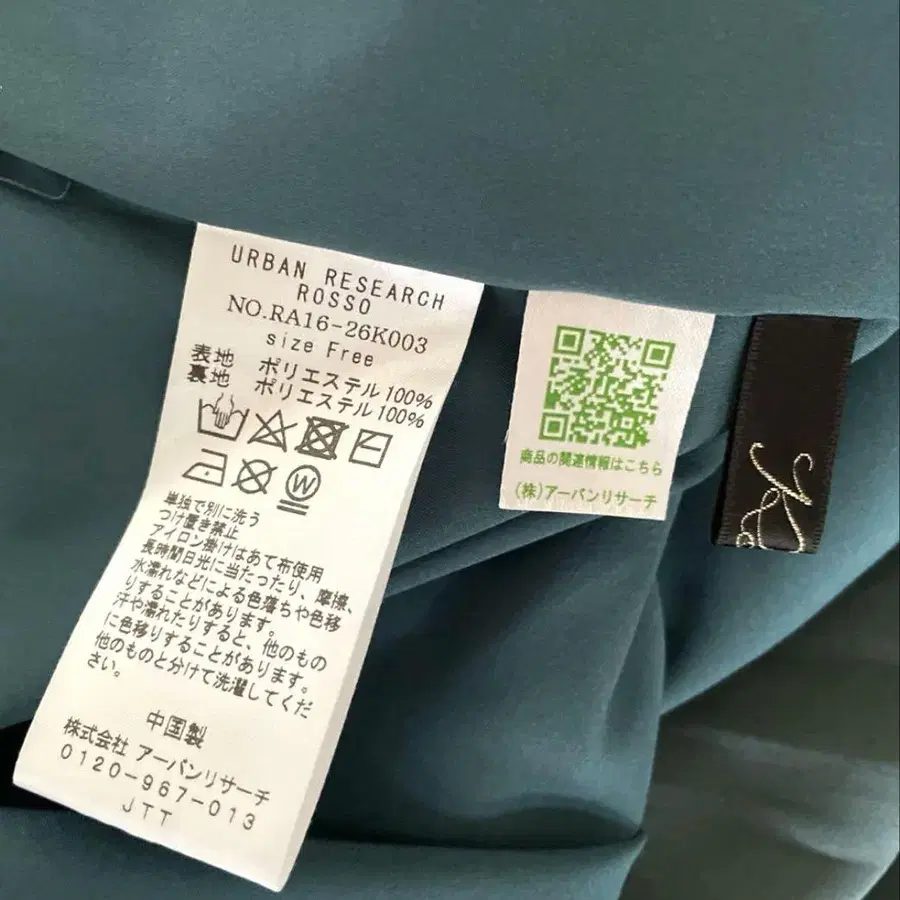 URBAN RESEARCH
ROSSO
NO.RA16-26K003
size Free
表地 ポリエステル100%
裏地 ポリエステル100%
W
単独で別に洗う
つけ置き禁止
アイロン掛けはあて布使用
長時間日光に当たったり、摩擦、
水濡れなどによる色落ちや色移
りすることがあります。
汗や濡れたりすると、他のもの
に色移りすることがあります。
他のものと分けて洗濯してくだ
さい。
中国製
株式会社 アーバンリサーチ
0120-967-013
JTT
商品の関連情報はこちら
(株)アーバンリサーチ